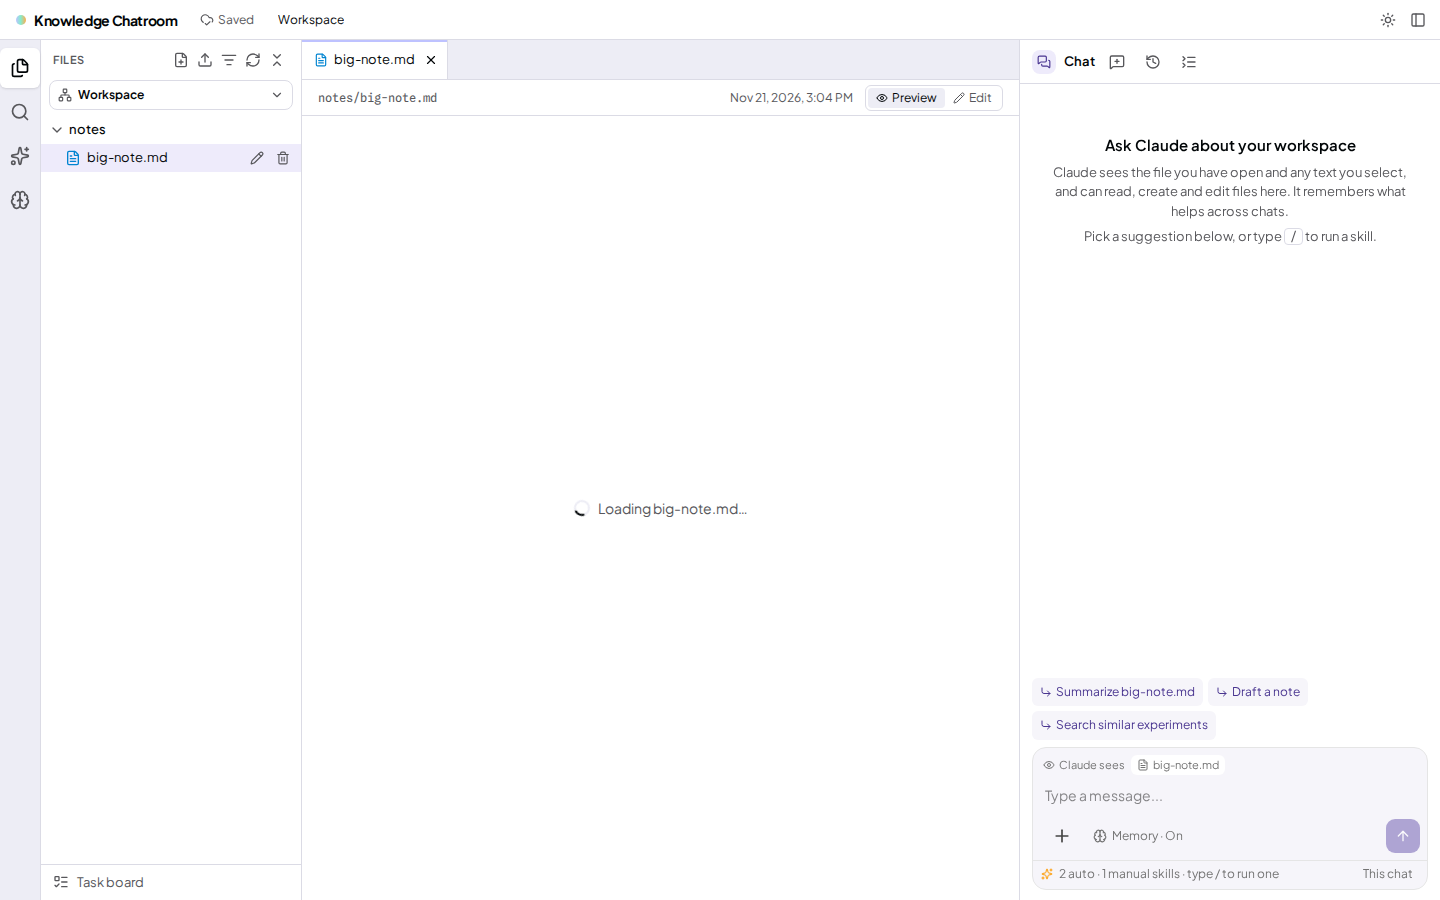 Knowledge Chatroom
Saved
Workspace
FILES
Workspace
notes
big-note.md
Task board
big-note.md
notes/big-note.md
Nov 21, 2026, 3:04 PM
Preview
Edit
Loading big-note.md...
Chat
Ask Claude about your workspace
Claude sees the file you have open and any text you select,
and can read, create and edit files here. It remembers what
helps across chats.
Pick a suggestion below, or type / to run a skill.
Summarize big-note.md
Draft a note
Search similar experiments
Claude sees
big-note.md
Type a message...
Memory · On
2 auto · 1 manual skills · type / to run one
This chat